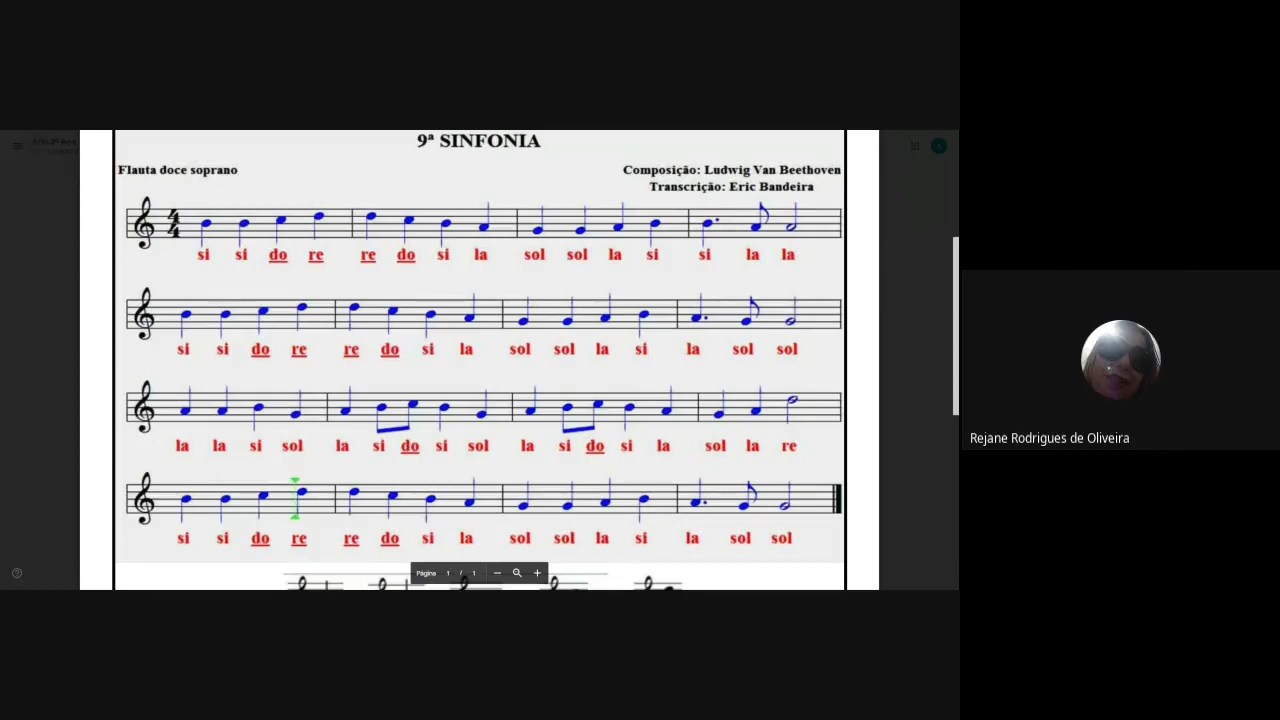 9ª SINFONIA
Flauta doce soprano
Composição: Ludwig Van Beethoven
Transcrição: Eric Bandeira
4
4
si si do re re do si la sol sol la si si la la
si si do re re do si la sol sol la si la sol sol
la la si sol la si do si sol la si do si la sol la re
si si do re re do si la sol sol la si la sol sol
Página 1 / 1
Rejane Rodrigues de Oliveira